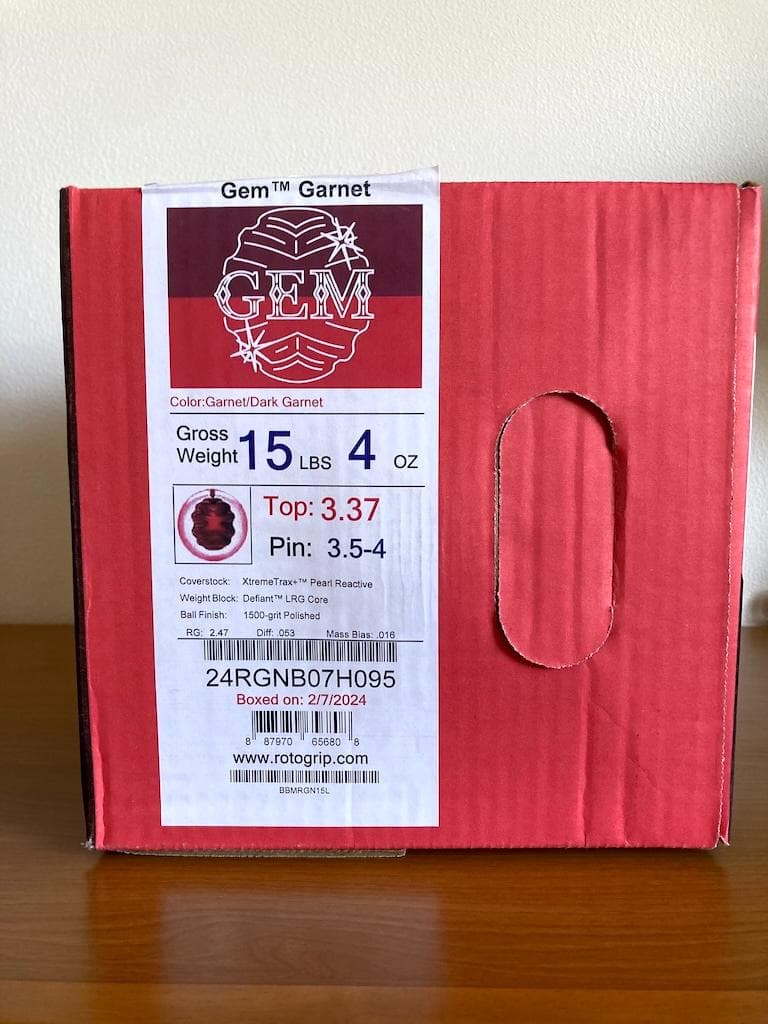 Gem™ Garnet
GEM
Color:Garnet/Dark Garnet
Gross Weight 15 LBS 4 OZ
Top: 3.37
Pin: 3.5-4
Coverstock: XtremeTrax+™ Pearl Reactive
Weight Block: Defiant™ LRG Core
Ball Finish: 1500-grit Polished
RG: 2.47 Diff: .053 Mass Bias: .016
24RGNB07H095
Boxed on: 2/7/2024
8 87970 65680 8
www.rotogrip.com
BBMRGN15L